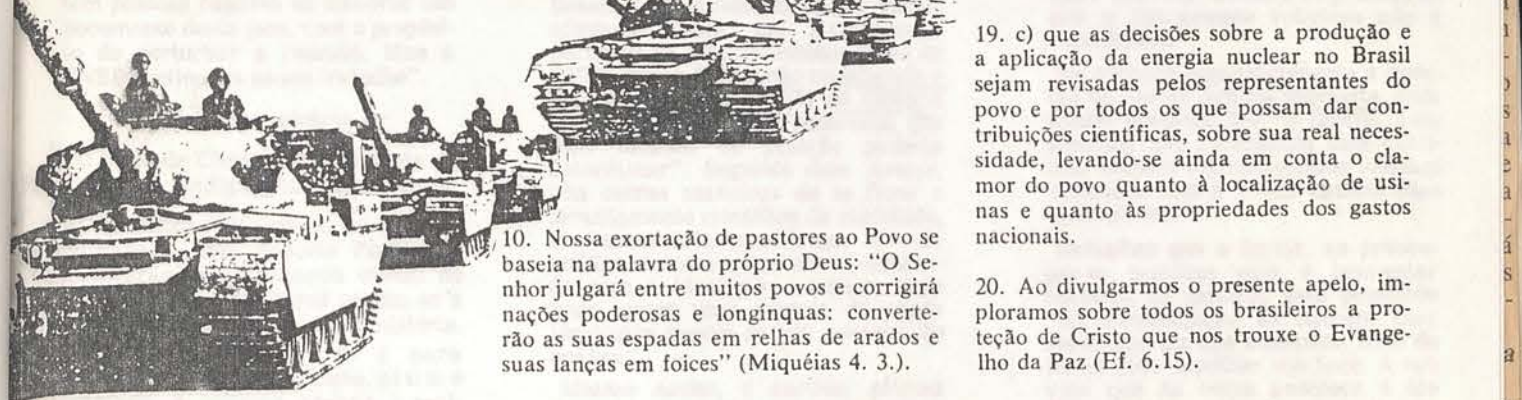 10. Nossa exortação de pastores ao Povo se
baseia na palavra do próprio Deus: “O Se-
nhor julgará entre muitos povos e corrigirá
nações poderosas e longínquas: converte-
rão as suas espadas em relhas de arados e
suas lanças em foices” (Miquéias 4. 3.).
19. c) que as decisões sobre a produção e
a aplicação da energia nuclear no Brasil
sejam revisadas pelos representantes do
povo e por todos os que possam dar con-
tribuições científicas, sobre sua real neces-
sidade, levando-se ainda em conta o cla-
mor do povo quanto à localização de usi-
nas e quanto às propriedades dos gastos
nacionais.
20. Ao divulgarmos o presente apelo, im-
ploramos sobre todos os brasileiros a pro-
teção de Cristo que nos trouxe o Evange-
lho da Paz (Ef. 6.15).